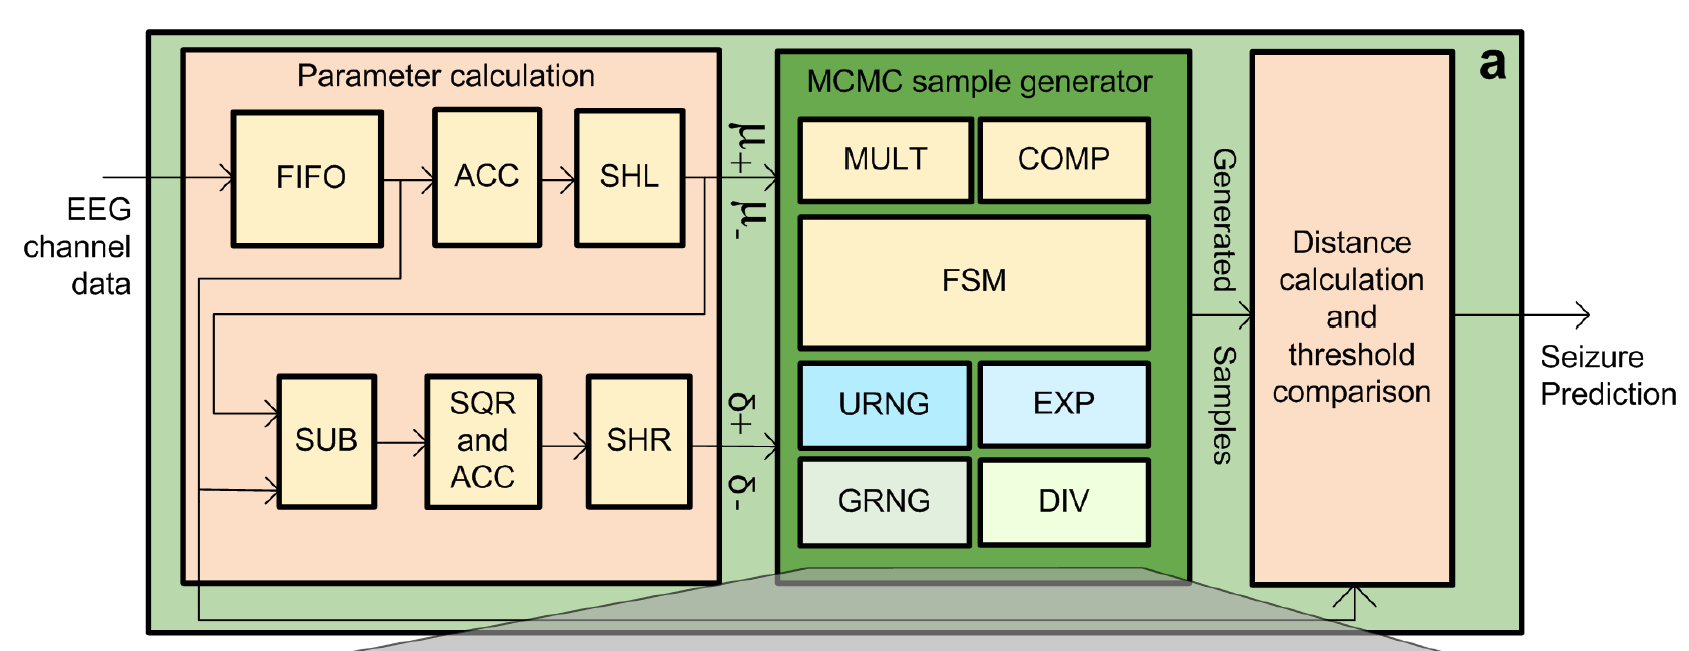 a
Parameter calculation
MCMC sample generator
FIFO
ACC
SHL
μ+
μ-
MULT
COMP
EEG
channel
data
FSM
Generated
Samples
Distance
calculation
and
threshold
comparison
Seizure
Prediction
SUB
SQR
and
ACC
SHR
δ+
δ-
URNG
EXP
GRNG
DIV